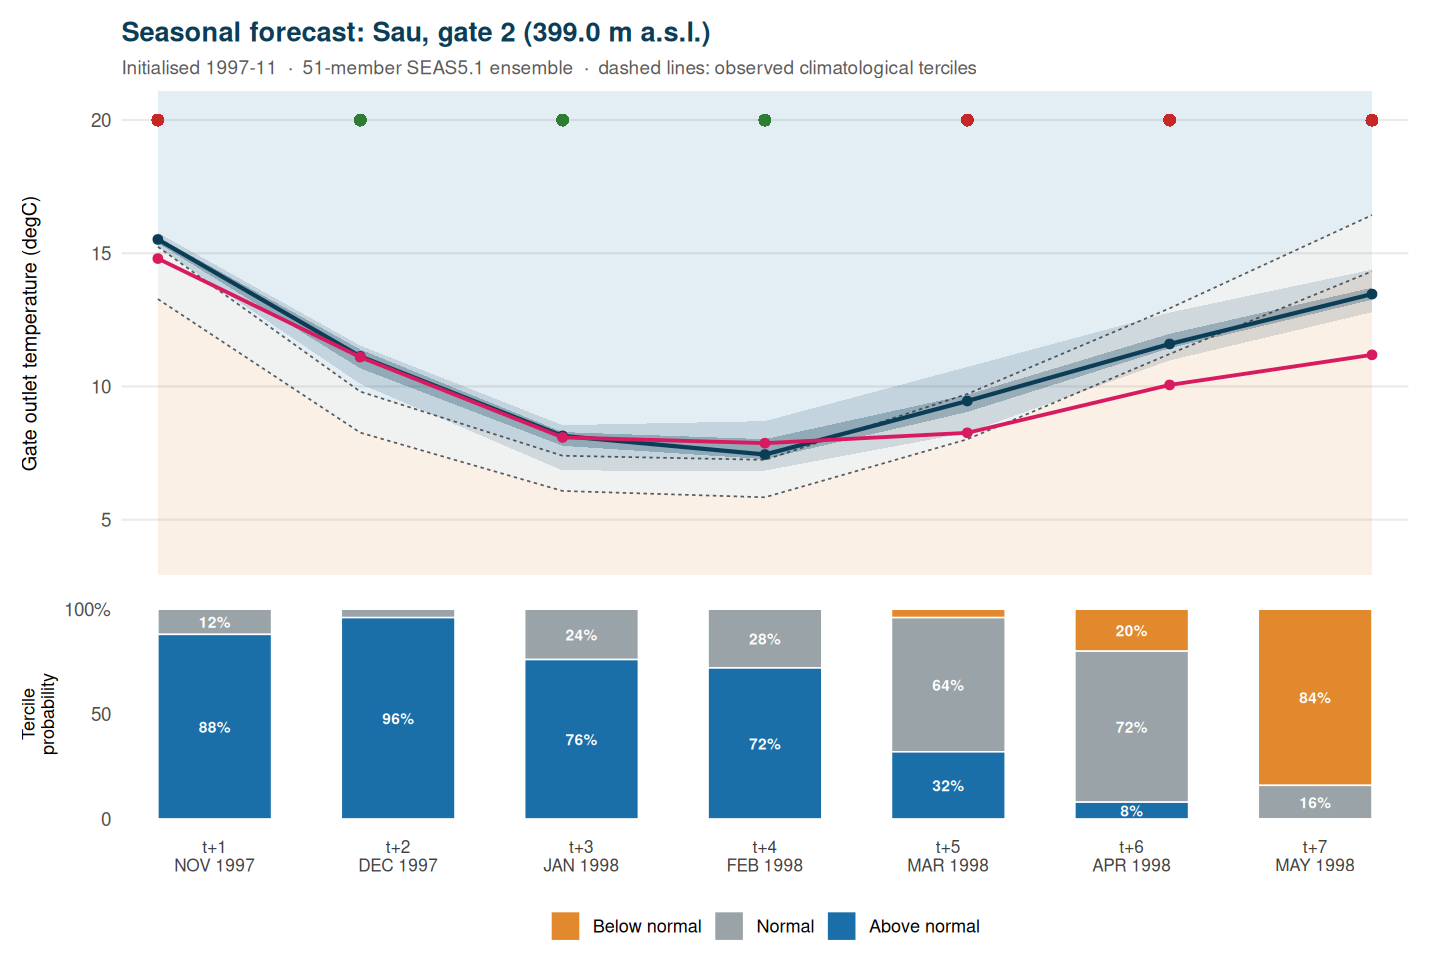 Seasonal forecast: Sau, gate 2 (399.0 m a.s.l.)
Initialised 1997-11 · 51-member SEAS5.1 ensemble · dashed lines: observed climatological terciles
Gate outlet temperature (degC)
20
15
10
5
Tercile
probability
100%
50
0
12%
88%
96%
24%
76%
28%
72%
64%
32%
20%
72%
8%
84%
16%
t+1
NOV 1997
t+2
DEC 1997
t+3
JAN 1998
t+4
FEB 1998
t+5
MAR 1998
t+6
APR 1998
t+7
MAY 1998
Below normal
Normal
Above normal